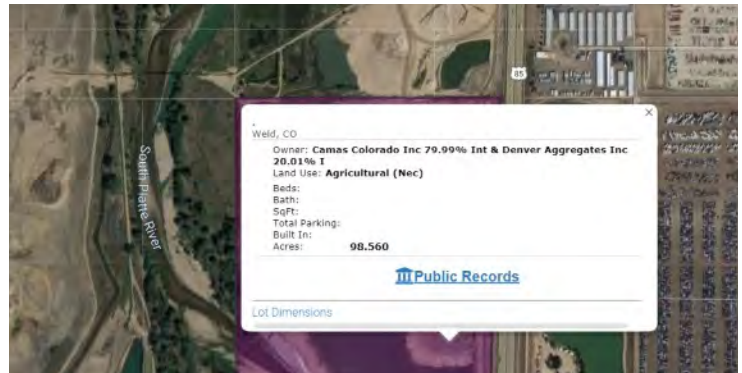 85
.
Weld, CO
Owner: Camas Colorado Inc 79.99% Int & Denver Aggregates Inc
20.01% I
Land Use: Agricultural (Nec)
Beds:
Bath:
SqFt:
Total Parking:
Built In:
Acres: 98.560
Public Records
Lot Dimensions
South Platte River